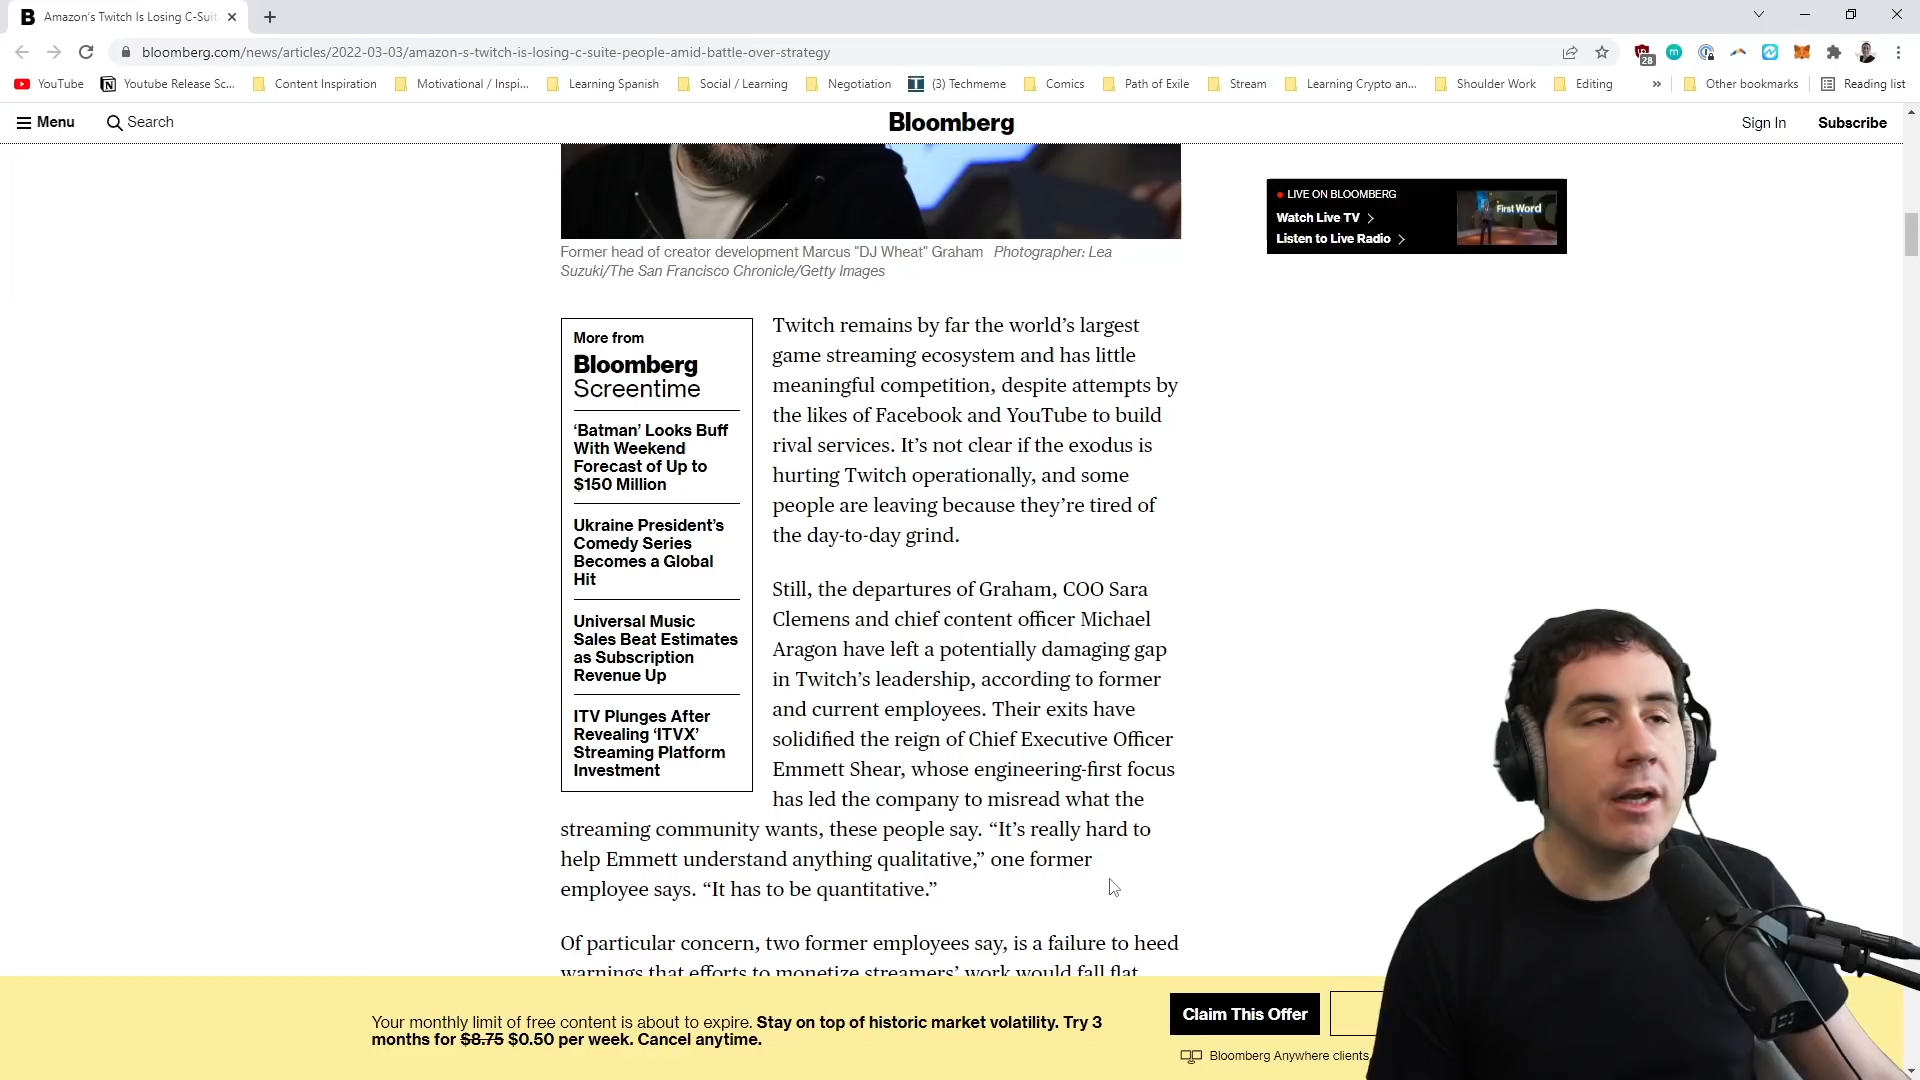 Amazon's Twitch Is Losing C-Suit
bloomberg.com/news/articles/2022-03-03/amazon-s-twitch-is-losing-c-suite-people-amid-battle-over-strategy
28
YouTube
Youtube Release Sc...
Content Inspiration
Motivational / Inspi...
Learning Spanish
Social / Learning
Negotiation
(3) Techmeme
Comics
Path of Exile
Stream
Learning Crypto an...
Shoulder Work
Editing
»
Other bookmarks
Reading list
Menu
Search
Bloomberg
Sign In
Subscribe
LIVE ON BLOOMBERG
Watch Live TV
Listen to Live Radio
First Word
Former head of creator development Marcus "DJ Wheat" Graham Photographer: Lea
Suzuki/The San Francisco Chronicle/Getty Images
More from
Bloomberg
Screentime
‘Batman’ Looks Buff
With Weekend
Forecast of Up to
$150 Million
Ukraine President’s
Comedy Series
Becomes a Global
Hit
Universal Music
Sales Beat Estimates
as Subscription
Revenue Up
ITV Plunges After
Revealing ‘ITVX’
Streaming Platform
Investment
Twitch remains by far the world’s largest
game streaming ecosystem and has little
meaningful competition, despite attempts by
the likes of Facebook and YouTube to build
rival services. It’s not clear if the exodus is
hurting Twitch operationally, and some
people are leaving because they’re tired of
the day-to-day grind.
Still, the departures of Graham, COO Sara
Clemens and chief content officer Michael
Aragon have left a potentially damaging gap
in Twitch’s leadership, according to former
and current employees. Their exits have
solidified the reign of Chief Executive Officer
Emmett Shear, whose engineering-first focus
has led the company to misread what the
streaming community wants, these people say. “It’s really hard to
help Emmett understand anything qualitative,” one former
employee says. “It has to be quantitative.”
Of particular concern, two former employees say, is a failure to heed
warnings that efforts to monetize streamers’ work would fall flat
Your monthly limit of free content is about to expire. Stay on top of historic market volatility. Try 3
months for $8.75 $0.50 per week. Cancel anytime.
Claim This Offer
Bloomberg Anywhere clients